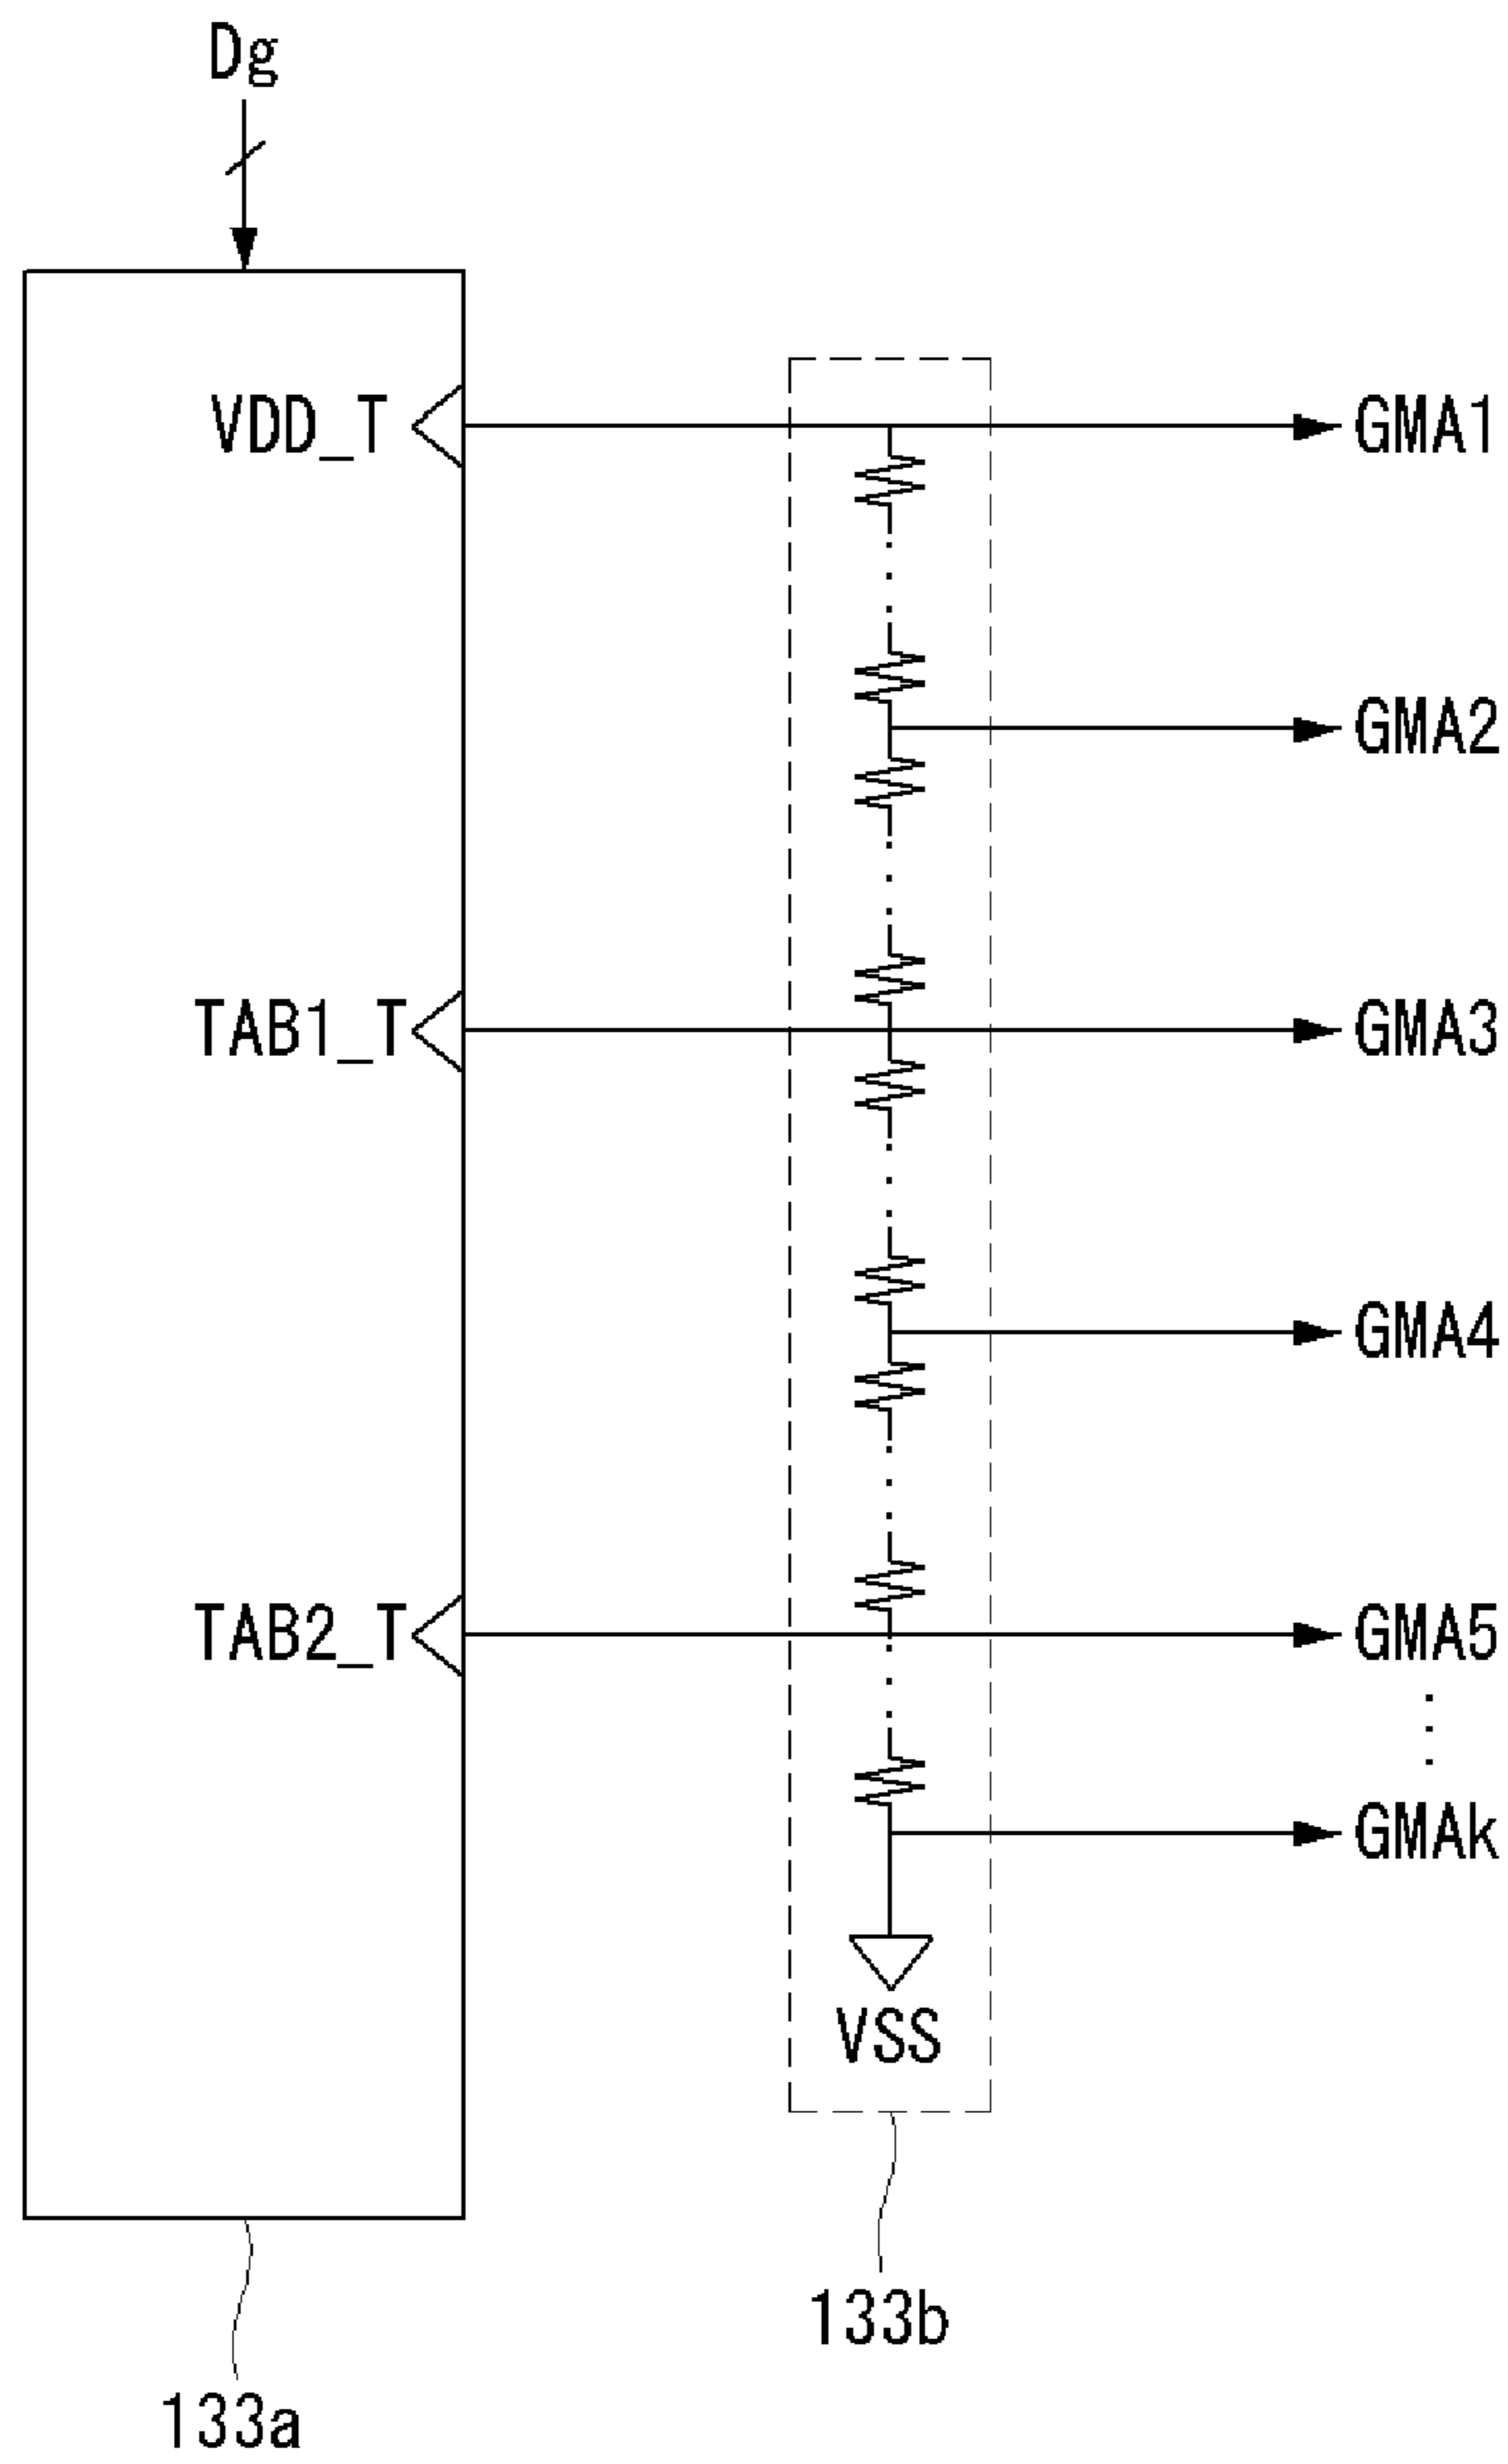 Dg
VDD_T
GMA1
GMA2
TAB1_T
GMA3
GMA4
TAB2_T
GMA5
GMAk
VSS
133b
133a